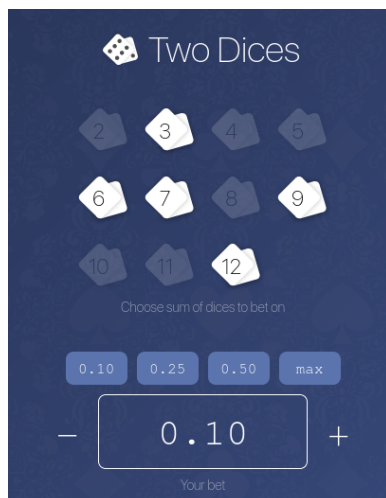 Two Dices
2 3 4 5
6 7 8 9
10 11 12
Choose sum of dices to bet on
0.10 0.25 0.50 max
− 0.10 +
Your bet